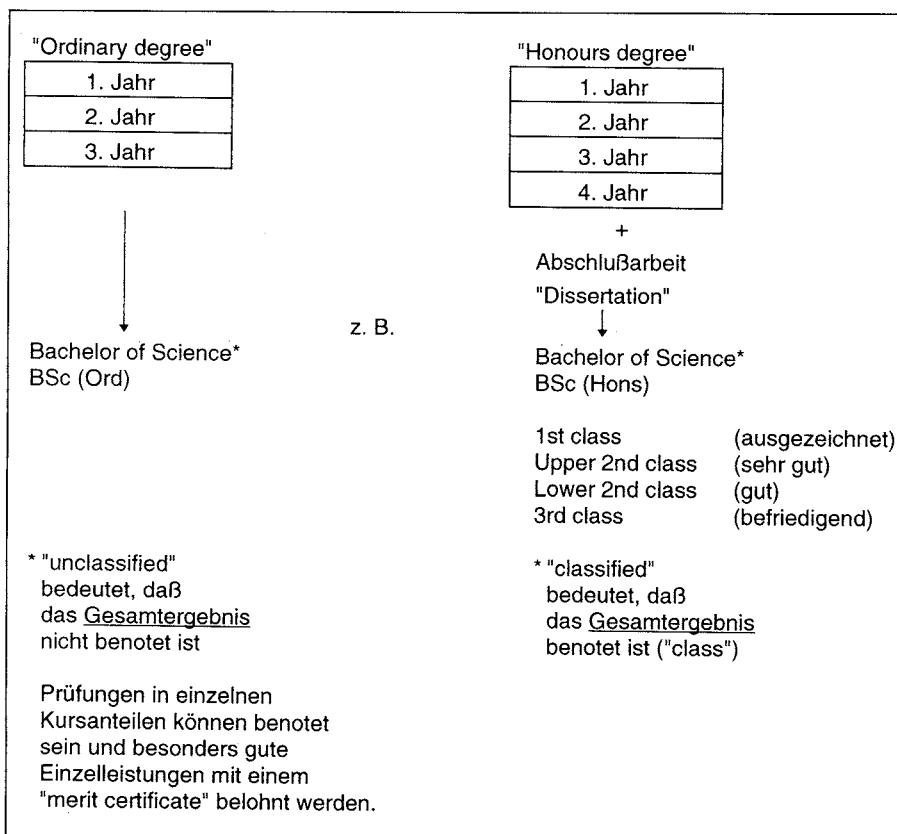 "Ordinary degree"
1. Jahr
2. Jahr
3. Jahr
Bachelor of Science*
BSc (Ord)
* "unclassified"
bedeutet, daß
das Gesamtergebnis
nicht benotet ist
Prüfungen in einzelnen
Kursanteilen können benotet
sein und besonders gute
Einzelleistungen mit einem
"merit certificate" belohnt werden.
z. B.
"Honours degree"
1. Jahr
2. Jahr
3. Jahr
4. Jahr
+
Abschlußarbeit
"Dissertation"
Bachelor of Science*
BSc (Hons)
1st class (ausgezeichnet)
Upper 2nd class (sehr gut)
Lower 2nd class (gut)
3rd class (befriedigend)
* "classified"
bedeutet, daß
das Gesamtergebnis
benotet ist ("class")